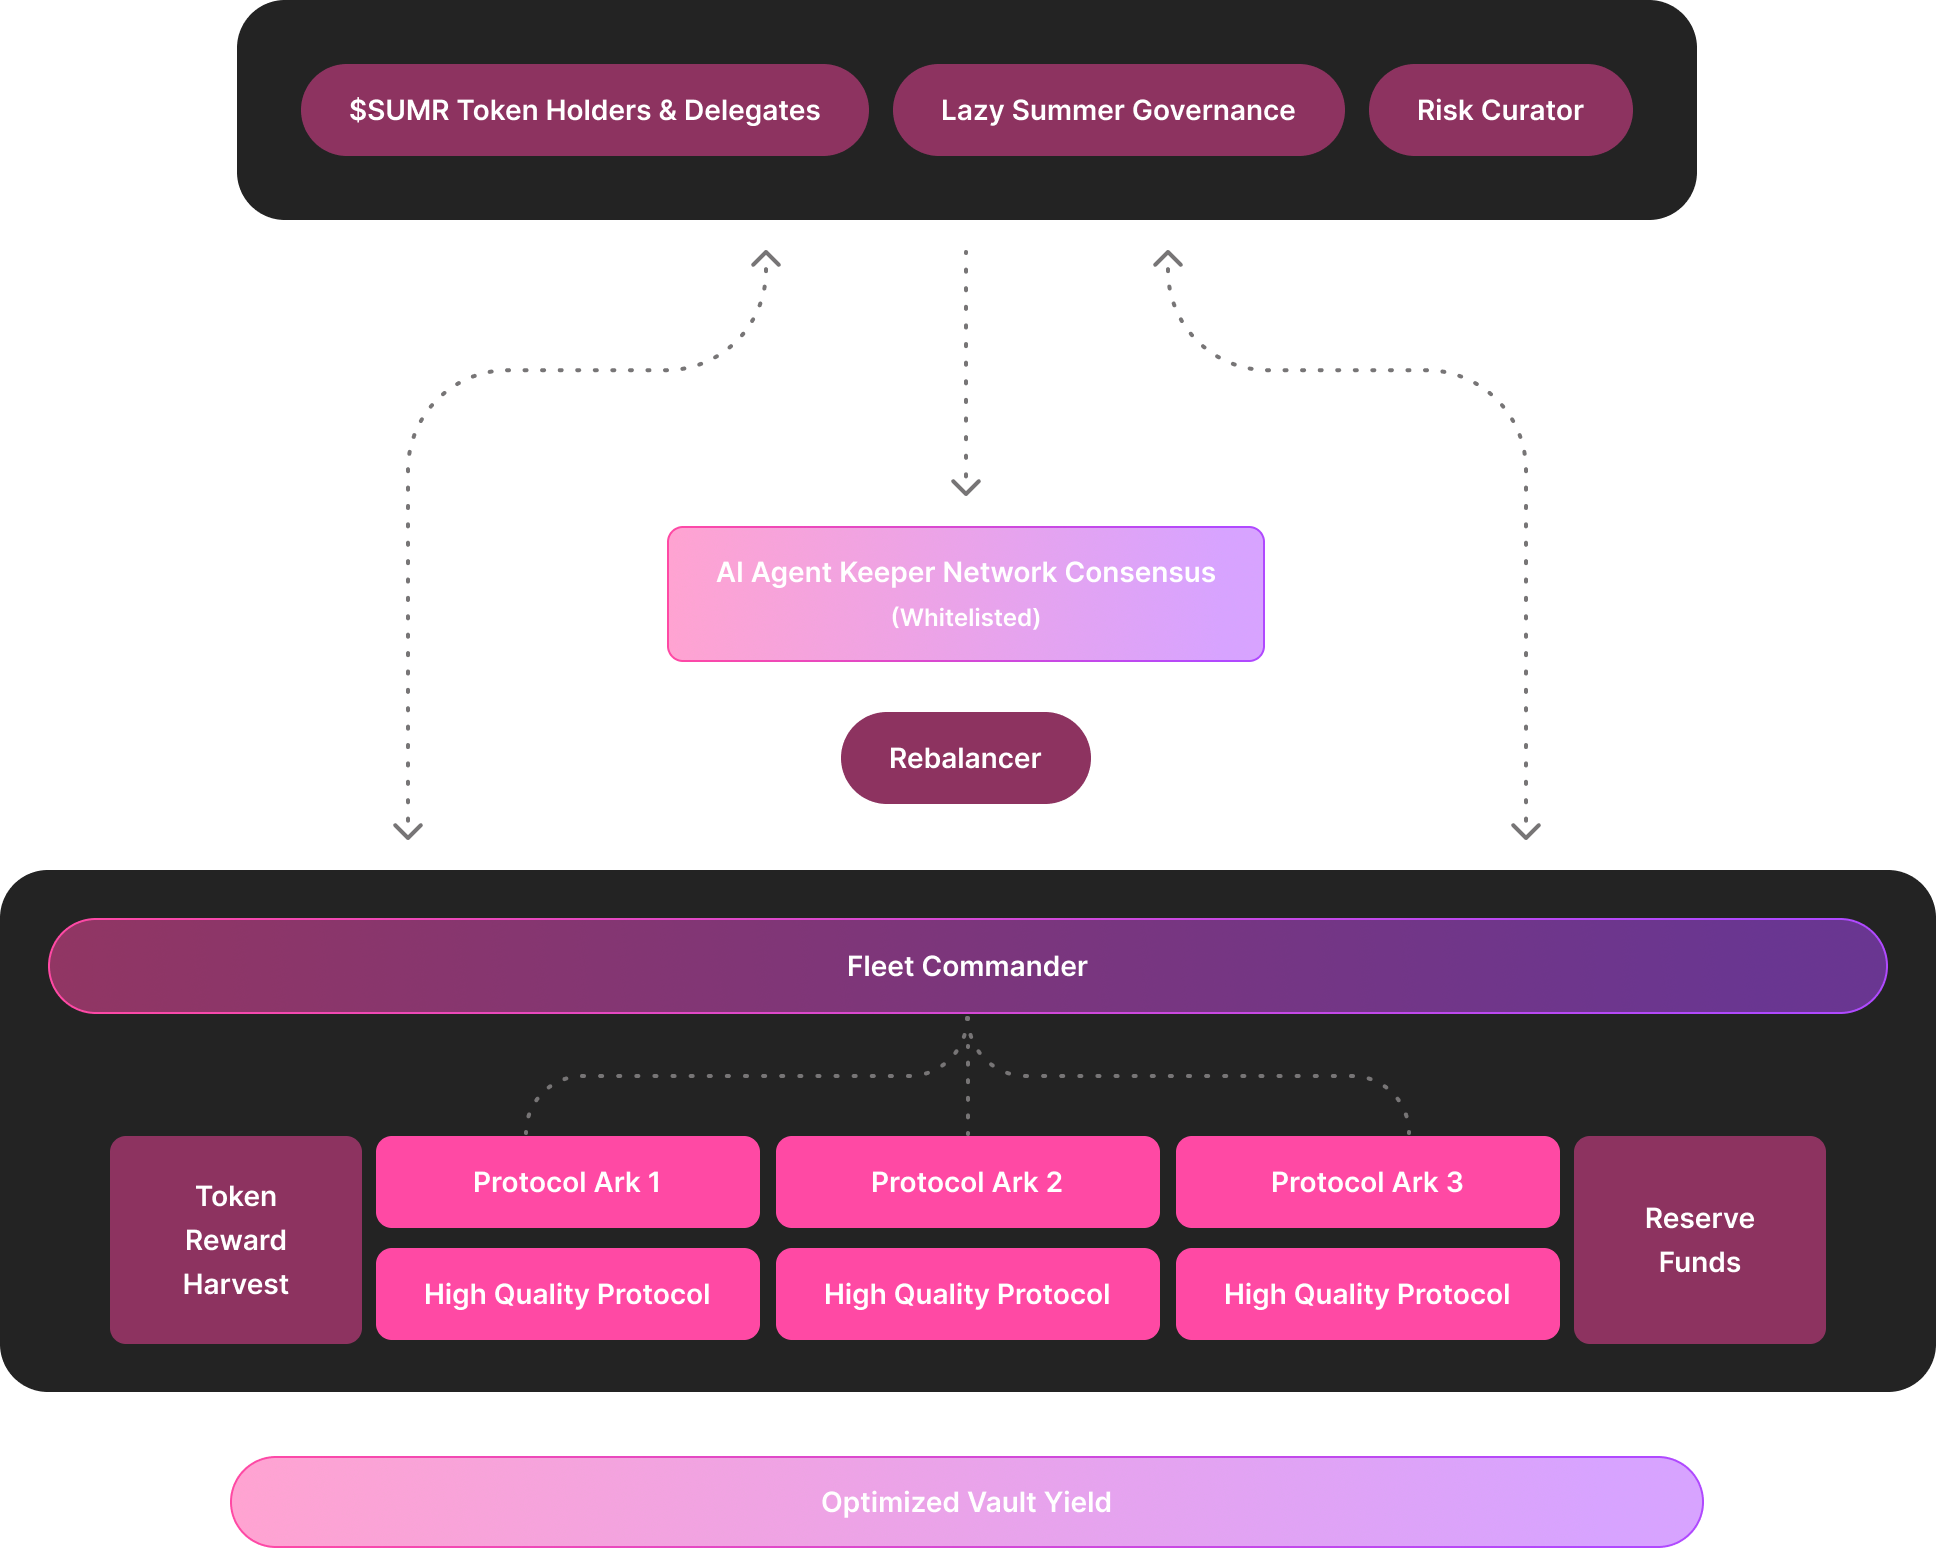 $SUMR Token Holders & Delegates
Lazy Summer Governance
Risk Curator
AI Agent Keeper Network Consensus
(Whitelisted)
Rebalancer
Fleet Commander
Token
Reward
Harvest
Protocol Ark 1
Protocol Ark 2
Protocol Ark 3
High Quality Protocol
High Quality Protocol
High Quality Protocol
Reserve
Funds
Optimized Vault Yield